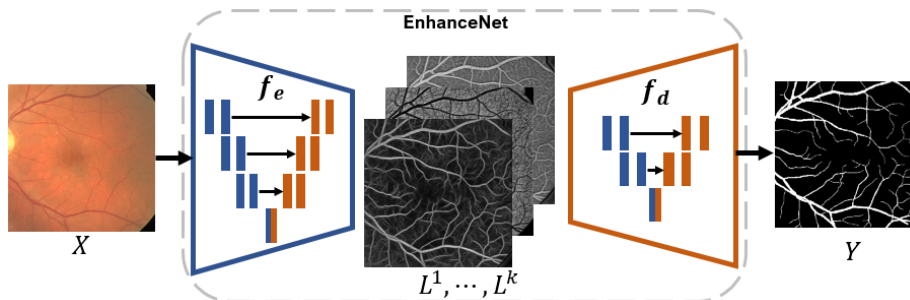 EnhanceNet
f_e
f_d
X
L^1, ⋯, L^k
Y